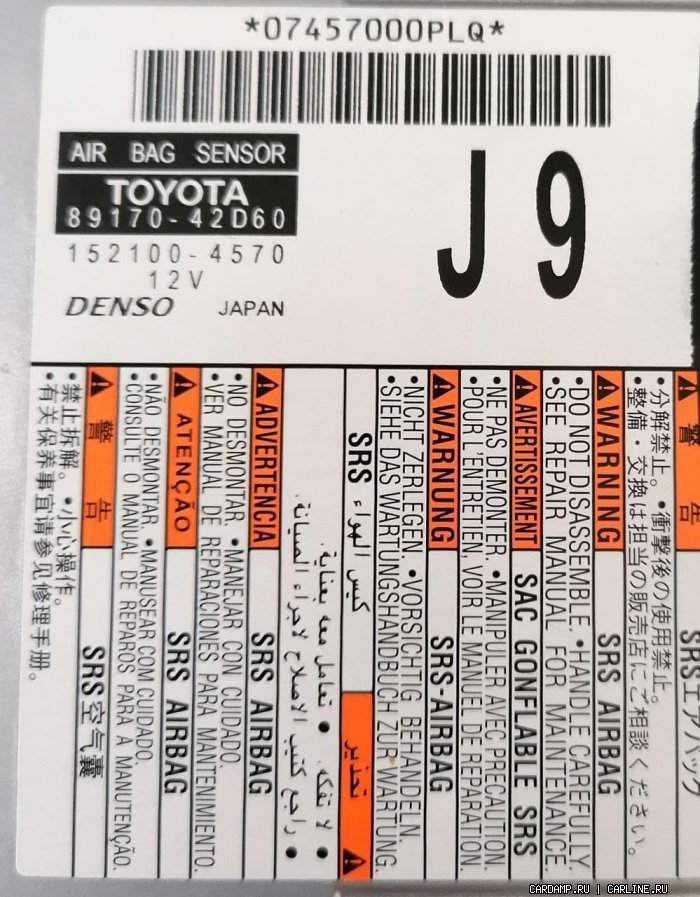 *07457000PLQ*
AIR BAG SENSOR
TOYOTA
89170-42D60
152100-4570
12V
DENSO JAPAN
J9
警告 SRSエアバッグ
・分解禁止。・衝撃後の使用禁止。
・整備・交換は担当の販売店にご相談ください。
WARNING SRS AIRBAG
•DO NOT DISASSEMBLE. •HANDLE CAREFULLY.
•SEE REPAIR MANUAL FOR MAINTENANCE.
AVERTISSEMENT SAC GONFLABLE SRS
•NE PAS DEMONTER. •MANIPULER AVEC PRECAUTION.
•POUR L'ENTRETIEN, VOIR LE MANUEL DE REPARATION.
WARNUNG SRS-AIRBAG
•NICHT ZERLEGEN. •VORSICHTIG BEHANDELN.
•SIEHE DAS WARTUNGSHANDBUCH ZUR WARTUNG.
تحذير كيس الهواء SRS
• لا تفكه. • تعامل معه بعناية.
• راجع كتيب الاصلاح لاجراء الصيانة.
ADVERTENCIA SRS AIRBAG
•NO DESMONTAR. •MANEJAR CON CUIDADO.
•VER MANUAL DE REPARACIONES PARA MANTENIMIENTO.
ATENÇÃO SRS AIRBAG
•NÃO DESMONTAR. •MANUSEAR COM CUIDADO.
•CONSULTE O MANUAL DE REPAROS PARA A MANUTENÇÃO.
警告 SRS空气囊
•禁止拆解。•小心操作。
•有关保养事宜请参见修理手册。
CARDAMP.RU | CARLINE.RU